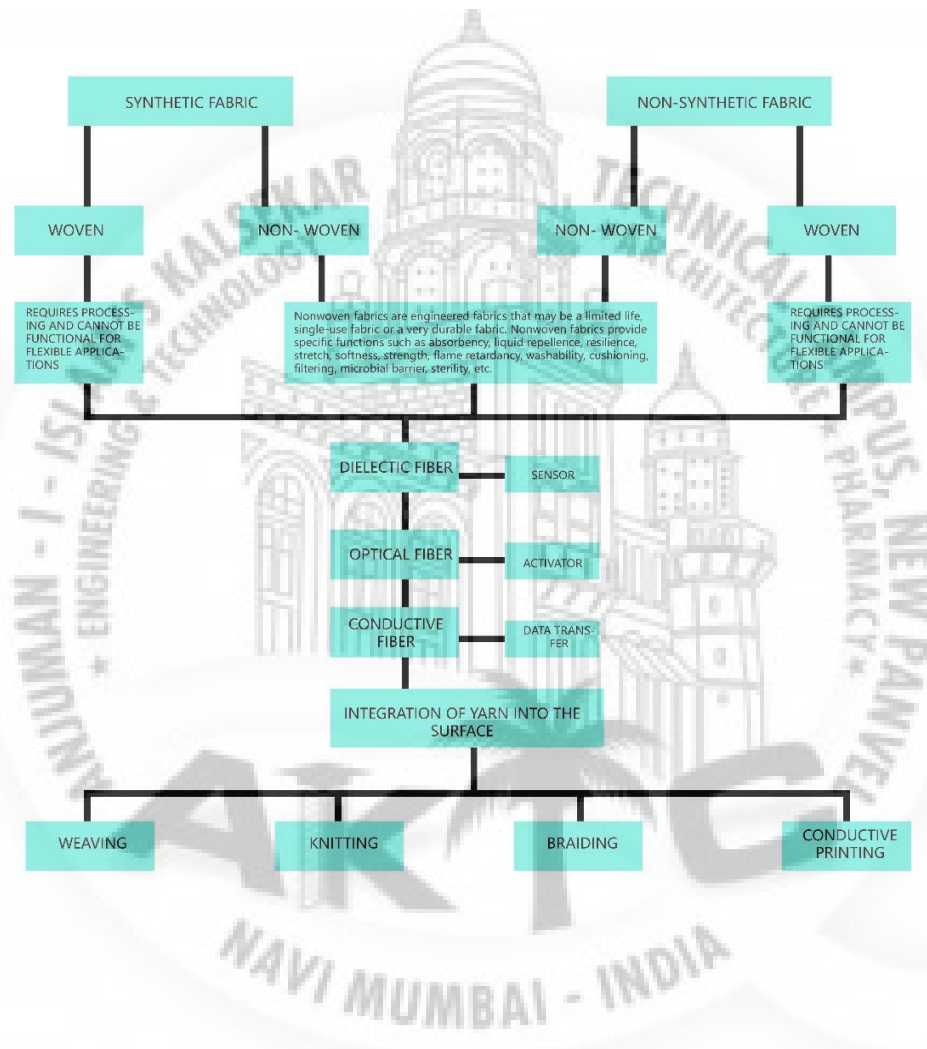 SYNTHETIC FABRIC
NON-SYNTHETIC FABRIC
WOVEN
NON- WOVEN
NON- WOVEN
WOVEN
REQUIRES PROCESS-
ING AND CANNOT BE
FUNCTIONAL FOR
FLEXIBLE APPLICA-
TIONS
Nonwoven fabrics are engineered fabrics that may be a limited life,
single-use fabric or a very durable fabric. Nonwoven fabrics provide
specific functions such as absorbency, liquid repellence, resilience,
stretch, softness, strength, flame retardancy, washability, cushioning,
filtering, microbial barrier, sterility, etc.
REQUIRES PROCESS-
ING AND CANNOT BE
FUNCTIONAL FOR
FLEXIBLE APPLICA-
TIONS
DIELECTIC FIBER
SENSOR
OPTICAL FIBER
ACTIVATOR
CONDUCTIVE
FIBER
DATA TRANS-
FER
INTEGRATION OF YARN INTO THE
SURFACE
WEAVING
KNITTING
BRAIDING
CONDUCTIVE
PRINTING
ANJUMAN - I - ISLAM'S KALSEKAR TECHNICAL CAMPUS, NEW PANVEL
ENGINEERING & TECHNOLOGY ARCHITECTURE, PHARMACY
AKTC
NAVI MUMBAI - INDIA